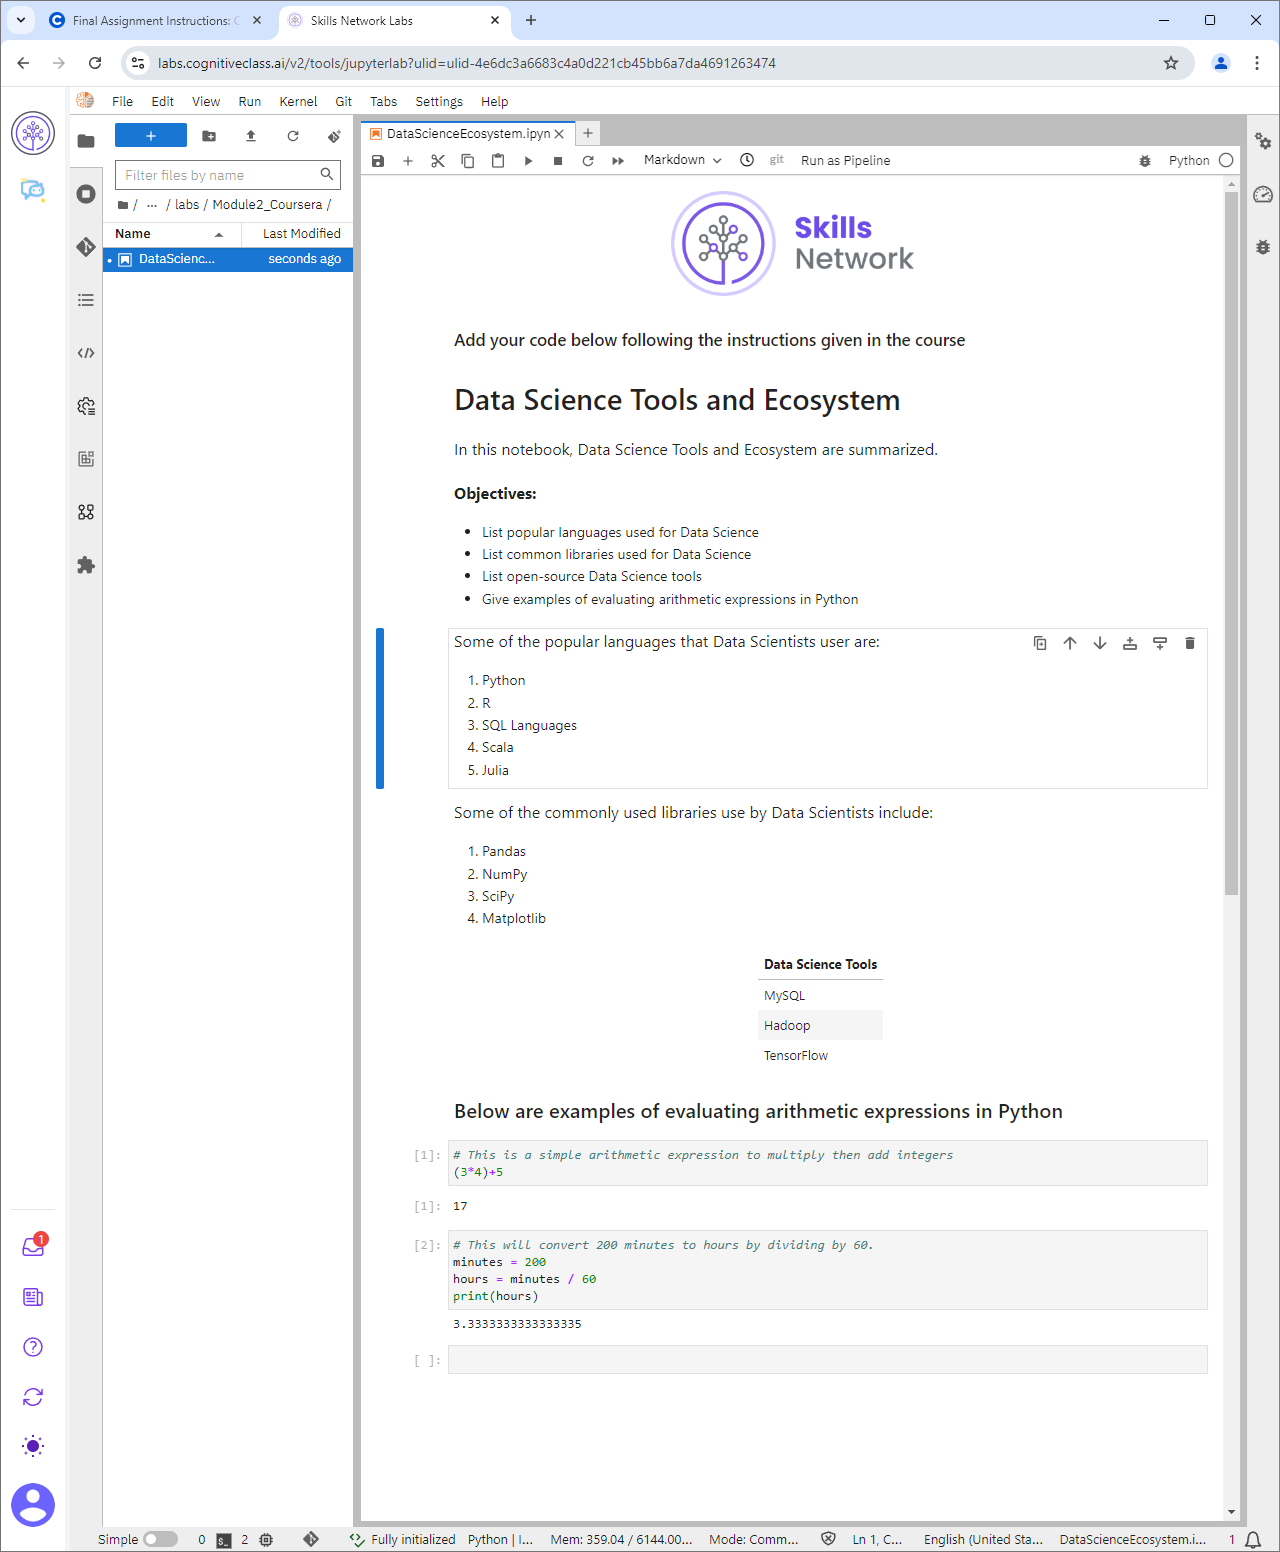 Final Assignment Instructions: C
Skills Network Labs
labs.cognitiveclass.ai/v2/tools/jupyterlab?ulid=ulid-4e6dc3a6683c4a0d221cb45bb6a7da4691263474
File Edit View Run Kernel Git Tabs Settings Help
DataScienceEcosystem.ipyn
Markdown git Run as Pipeline Python
Filter files by name
/ ... / labs / Module2_Coursera /
Name Last Modified
DataScienc... seconds ago
Skills
Network
Add your code below following the instructions given in the course
Data Science Tools and Ecosystem
In this notebook, Data Science Tools and Ecosystem are summarized.
Objectives:
• List popular languages used for Data Science
• List common libraries used for Data Science
• List open-source Data Science tools
• Give examples of evaluating arithmetic expressions in Python
Some of the popular languages that Data Scientists user are:
1. Python
2. R
3. SQL Languages
4. Scala
5. Julia
Some of the commonly used libraries use by Data Scientists include:
1. Pandas
2. NumPy
3. SciPy
4. Matplotlib
Data Science Tools
MySQL
Hadoop
TensorFlow
Below are examples of evaluating arithmetic expressions in Python
[1]: # This is a simple arithmetic expression to multiply then add integers
(3*4)+5
[1]: 17
[2]: # This will convert 200 minutes to hours by dividing by 60.
minutes = 200
hours = minutes / 60
print(hours)
3.3333333333333335
[ ]:
1
Simple 0 $_ 2 Fully initialized Python | I... Mem: 359.04 / 6144.00... Mode: Comm... Ln 1, C... English (United Sta... DataScienceEcosystem.i... 1